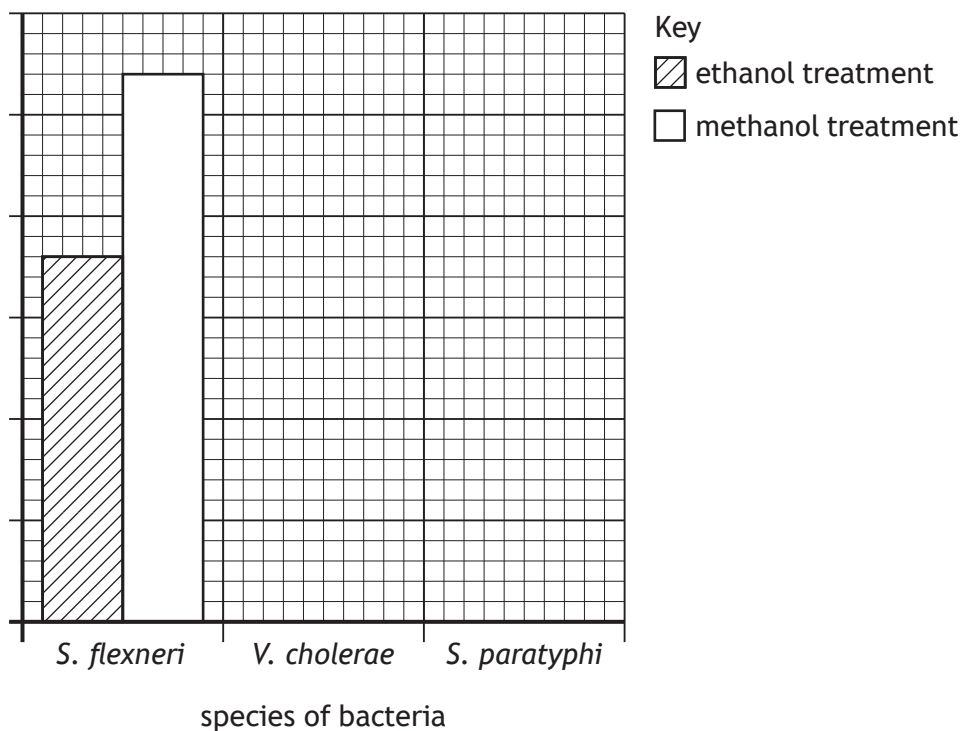 Key
ethanol treatment
methanol treatment
S. flexneri
V. cholerae
S. paratyphi
species of bacteria